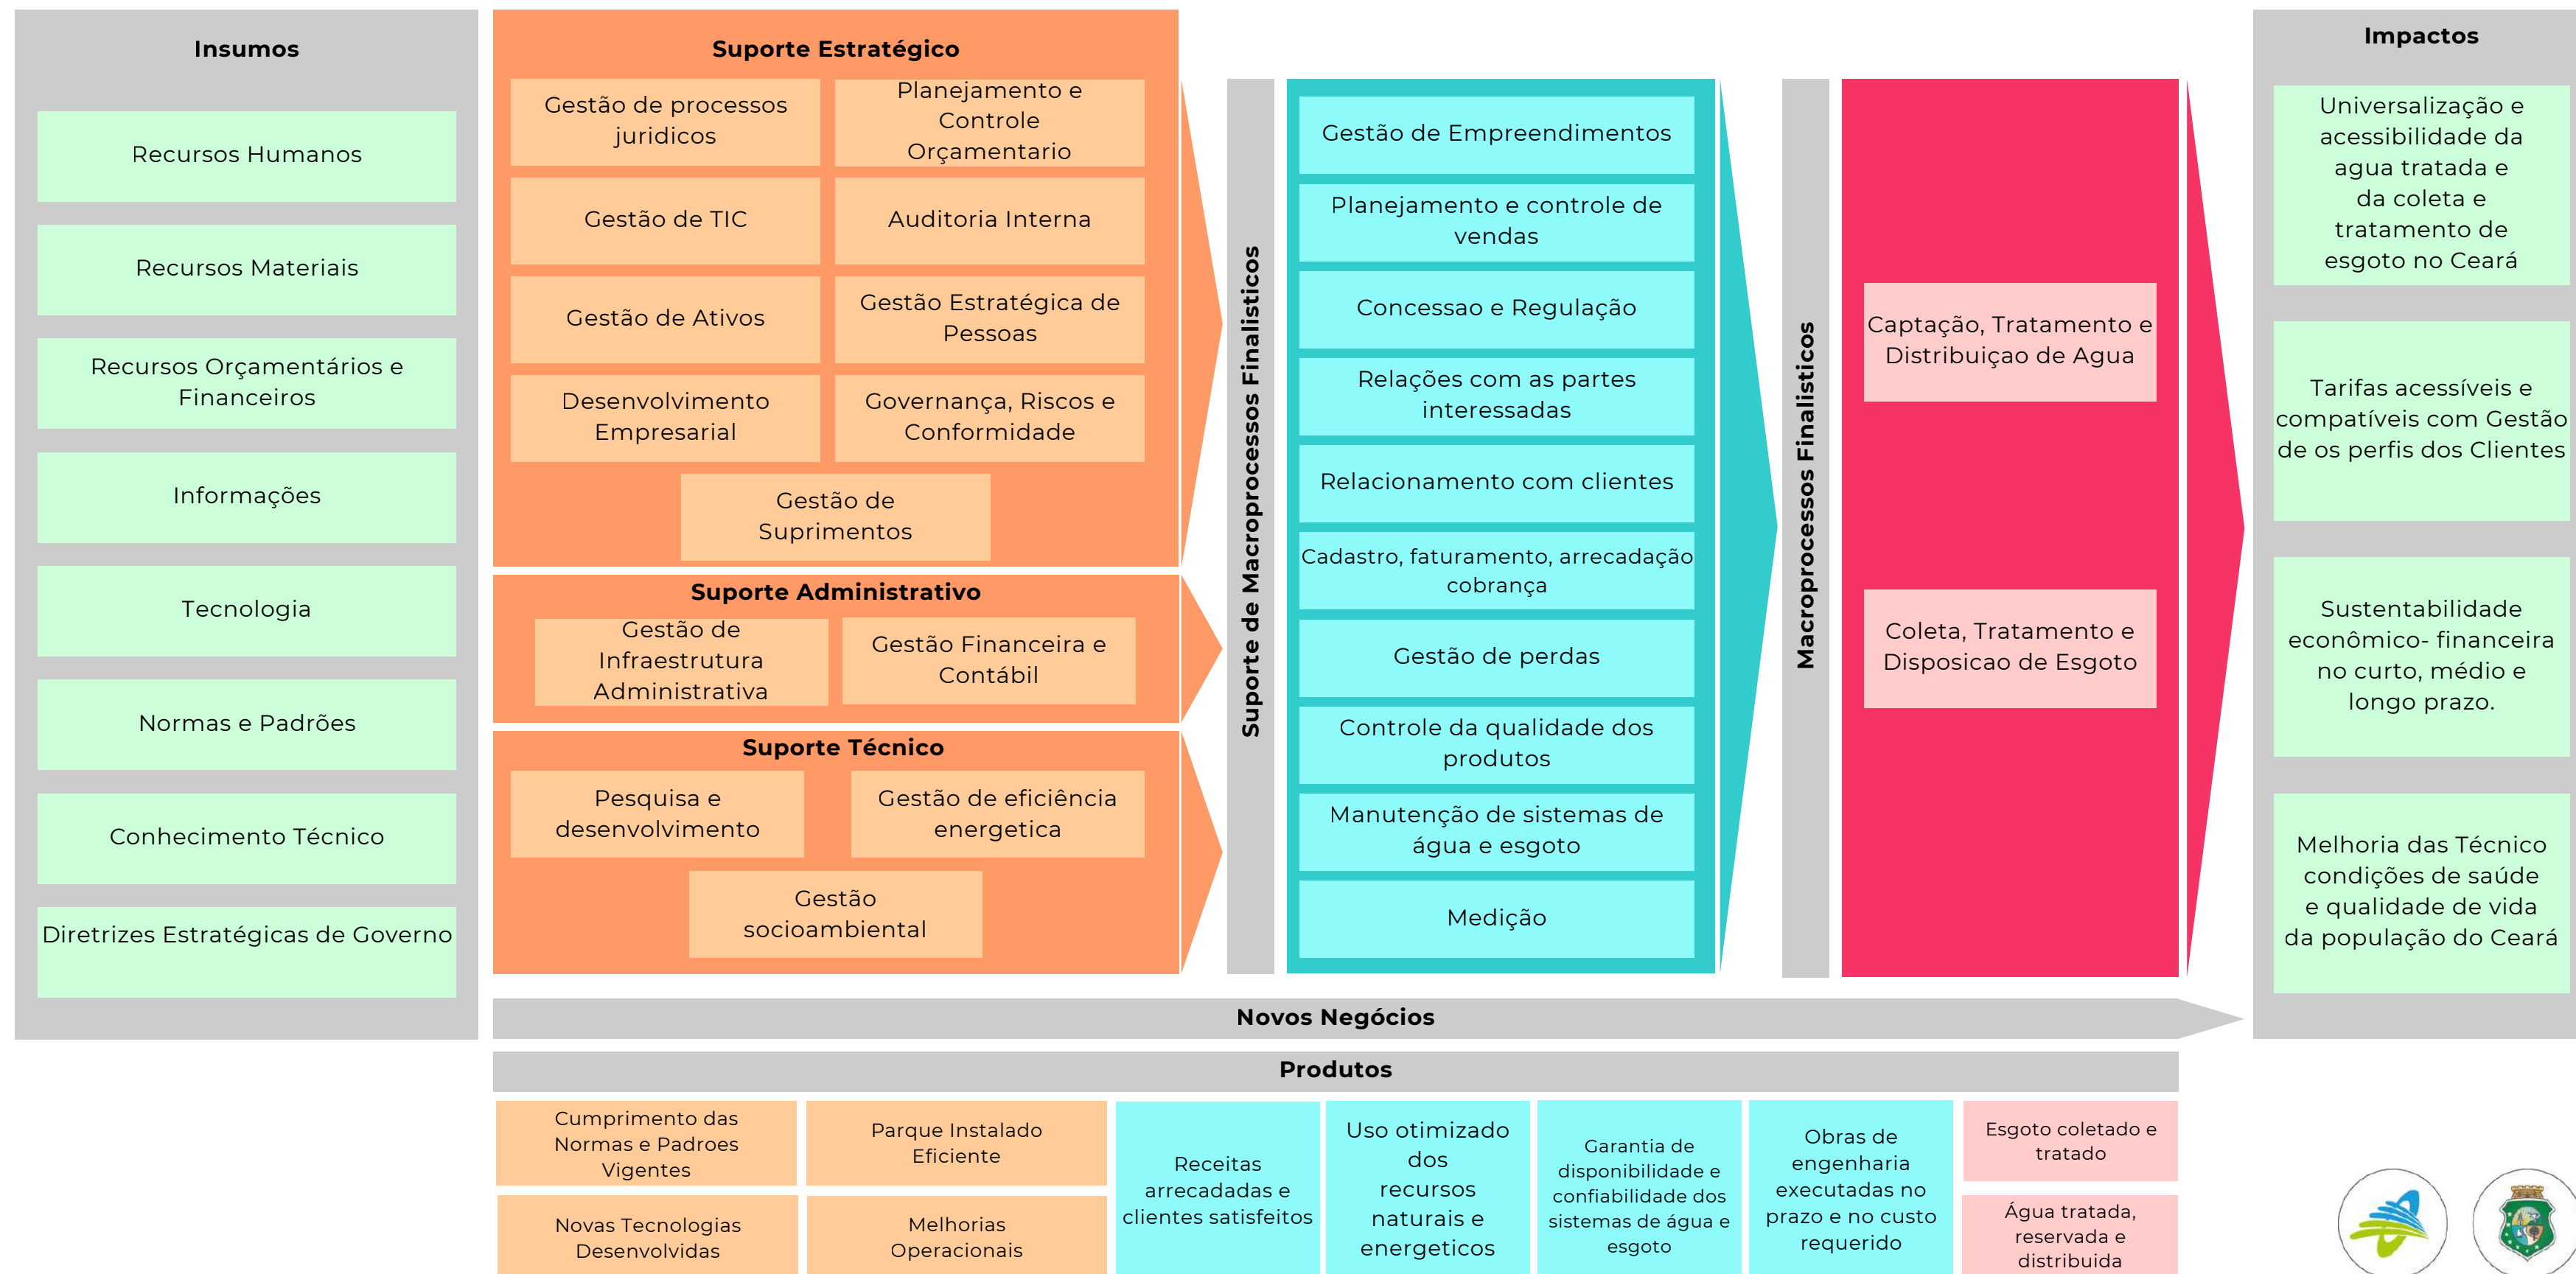 Insumos
Recursos Humanos
Recursos Materiais
Recursos Orçamentários e
Financeiros
Informações
Tecnologia
Normas e Padrões
Conhecimento Técnico
Diretrizes Estratégicas de Governo
Suporte Estratégico
Gestão de processos
juridicos
Planejamento e
Controle
Orçamentario
Gestão de TIC
Auditoria Interna
Gestão de Ativos
Gestão Estratégica de
Pessoas
Desenvolvimento
Empresarial
Governança, Riscos e
Conformidade
Gestão de
Suprimentos
Suporte Administrativo
Gestão de
Infraestrutura
Administrativa
Gestão Financeira e
Contábil
Suporte Técnico
Pesquisa e
desenvolvimento
Gestão de eficiência
energetica
Gestão
socioambiental
Suporte de Macroprocessos Finalisticos
Gestão de Empreendimentos
Planejamento e controle de
vendas
Concessao e Regulação
Relações com as partes
interessadas
Relacionamento com clientes
Cadastro, faturamento, arrecadação
cobrança
Gestão de perdas
Controle da qualidade dos
produtos
Manutenção de sistemas de
água e esgoto
Medição
Macroprocessos Finalisticos
Captação, Tratamento e
Distribuiçao de Agua
Coleta, Tratamento e
Disposicao de Esgoto
Impactos
Universalização e
acessibilidade da
agua tratada e
da coleta e
tratamento de
esgoto no Ceará
Tarifas acessíveis e
compatíveis com Gestão
de os perfis dos Clientes
Sustentabilidade
econômico- financeira
no curto, médio e
longo prazo.
Melhoria das Técnico
condições de saúde
e qualidade de vida
da população do Ceará
Novos Negócios
Produtos
Cumprimento das
Normas e Padroes
Vigentes
Parque Instalado
Eficiente
Novas Tecnologias
Desenvolvidas
Melhorias
Operacionais
Receitas
arrecadadas e
clientes satisfeitos
Uso otimizado
dos
recursos
naturais e
energeticos
Garantia de
disponibilidade e
confiabilidade dos
sistemas de água e
esgoto
Obras de
engenharia
executadas no
prazo e no custo
requerido
Esgoto coletado e
tratado
Água tratada,
reservada e
distribuida